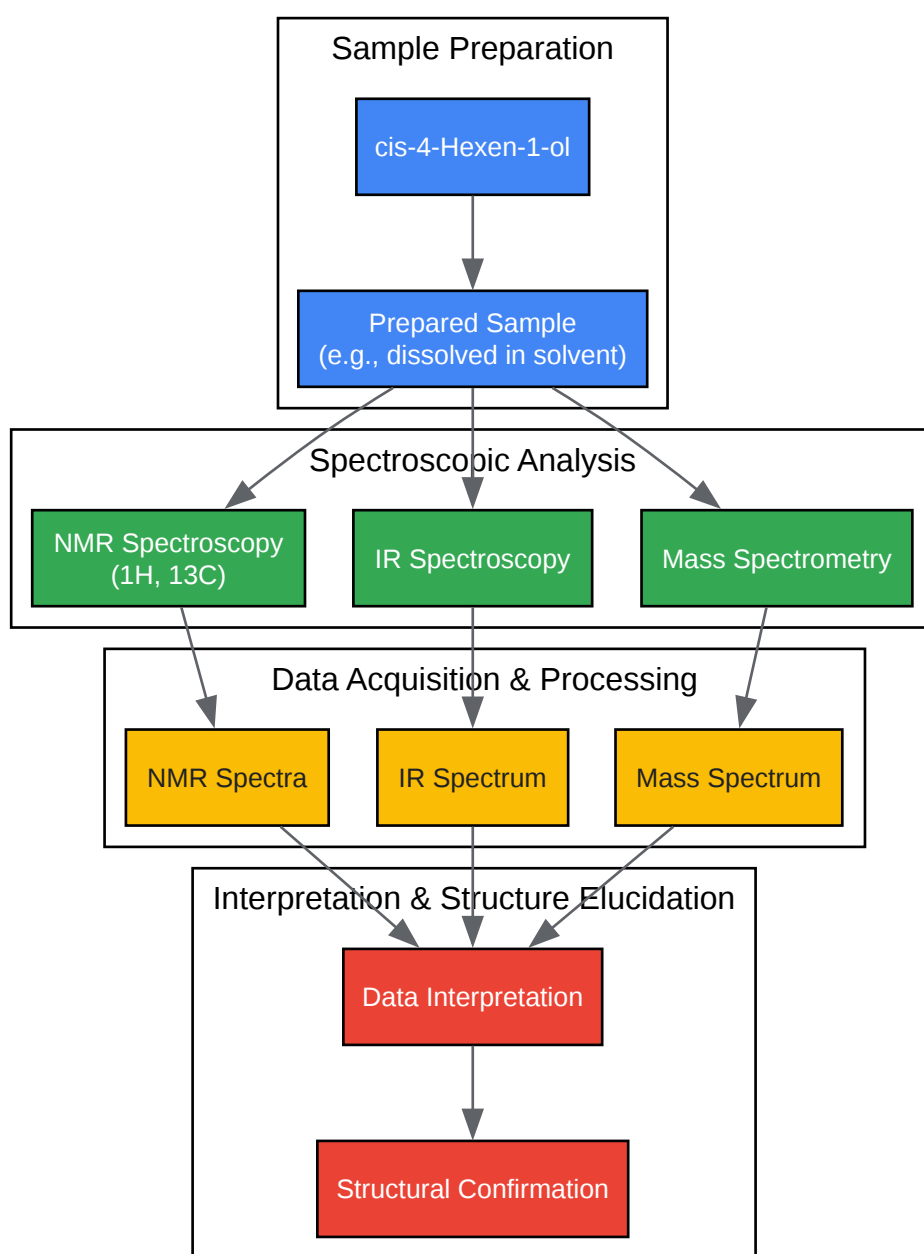 Sample Preparation
cis-4-Hexen-1-ol
Prepared Sample
(e.g., dissolved in solvent)
Spectroscopic Analysis
NMR Spectroscopy
(1H, 13C)
IR Spectroscopy
Mass Spectrometry
Data Acquisition & Processing
NMR Spectra
IR Spectrum
Mass Spectrum
Interpretation & Structure Elucidation
Data Interpretation
Structural Confirmation